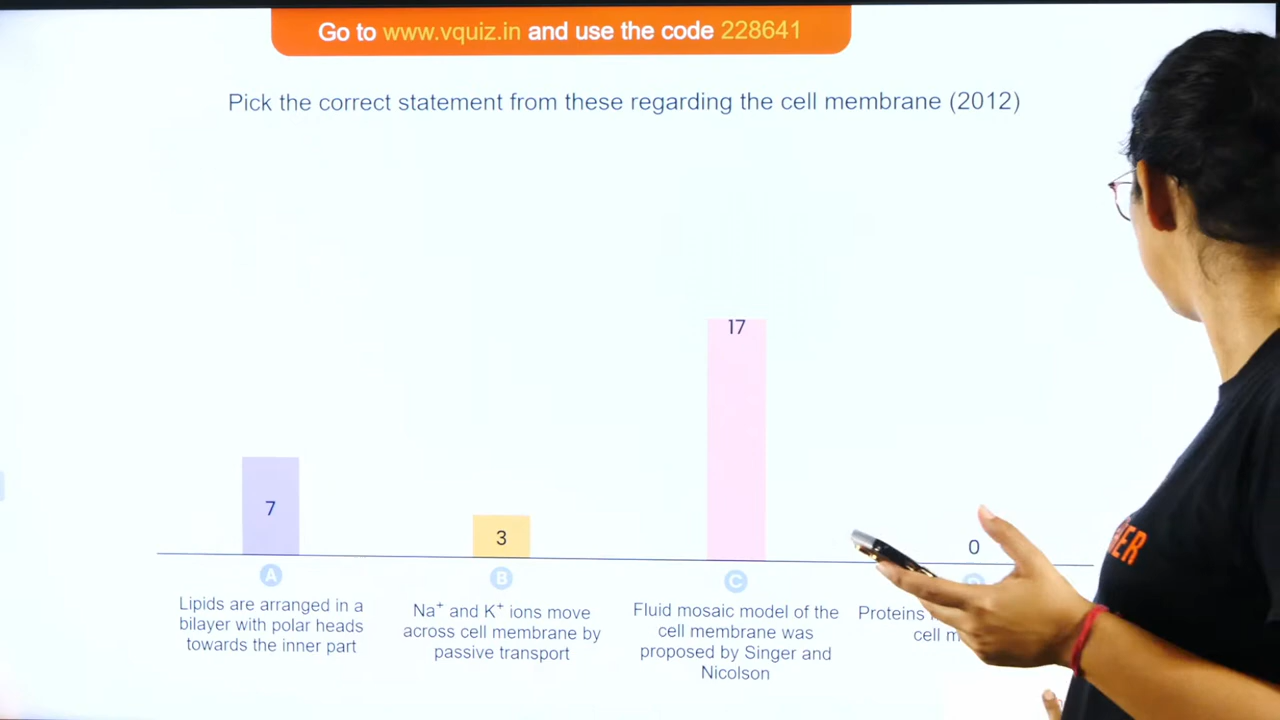 Go to www.vquiz.in and use the code 228641
Pick the correct statement from these regarding the cell membrane (2012)
17
7
3
0
A
B
C
Lipids are arranged in a
bilayer with polar heads
towards the inner part
Na⁺ and K⁺ ions move
across cell membrane by
passive transport
Fluid mosaic model of the
cell membrane was
proposed by Singer and
Nicolson
Proteins
cell